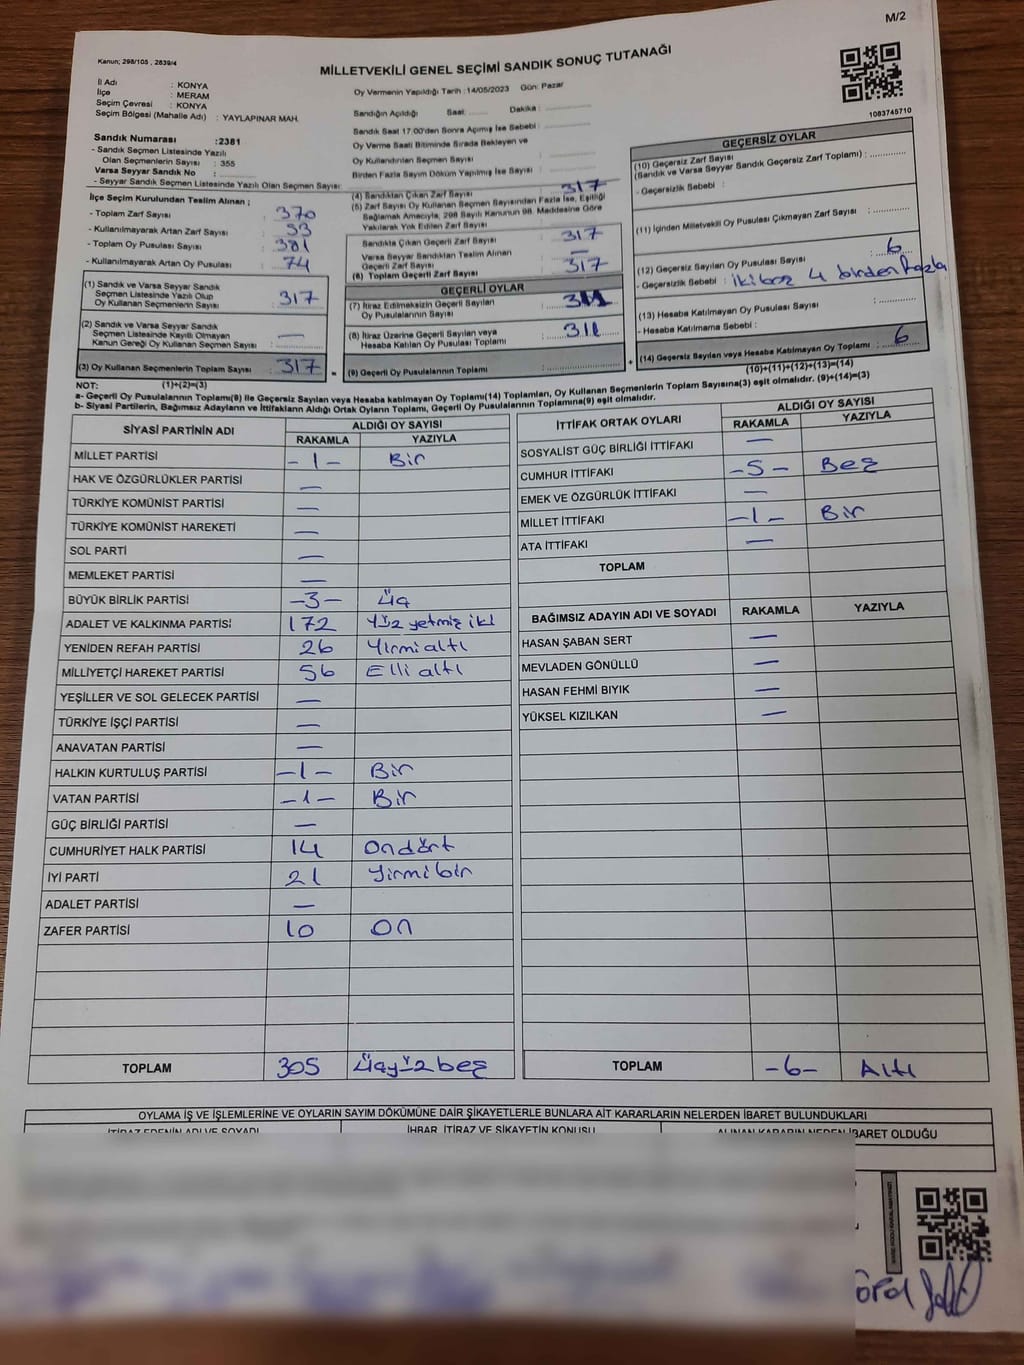 M/2
Kanun; 298/105 , 2839/4
MİLLETVEKİLİ GENEL SEÇİMİ SANDIK SONUÇ TUTANAĞI
İl Adı : KONYA
İlçe : MERAM
Seçim Çevresi : KONYA
Seçim Bölgesi (Mahalle Adı) : YAYLAPINAR MAH.
Sandık Numarası :2381
- Sandık Seçmen Listesinde Yazılı
Olan Seçmenlerin Sayısı : 355
Varsa Seyyar Sandık No :
- Seyyar Sandık Seçmen Listesinde Yazılı Olan Seçmen Sayısı:
Oy Vermenin Yapıldığı Tarih :14/05/2023 Gün: Pazar
Sandığın Açıldığı Saat: Dakika :
Sandık Saat 17.00'den Sonra Açımış İse Sebebi :
Oy Verme Saati Bitiminde Sırada Bekleyen ve
Oy Kullandırılan Seçmen Sayısı :
Birden Fazla Sayım Döküm Yapılmış İse Sayısı :
1083745710
İlçe Seçim Kurulundan Teslim Alınan ;
- Toplam Zarf Sayısı : 370
- Kullanılmayarak Artan Zarf Sayısı : 53
- Toplam Oy Pusulası Sayısı : 381
- Kullanılmayarak Artan Oy Pusulası : 74
(1) Sandık ve Varsa Seyyar Sandık
Seçmen Listesinde Yazılı Olup
Oy Kullanan Seçmenlerin Sayısı : 317
(2) Sandık ve Varsa Seyyar Sandık
Seçmen Listesinde Kayıtlı Olmayan
Kanun Gereği Oy Kullanan Seçmen Sayısı : —
(3) Oy Kullanan Seçmenlerin Toplam Sayısı : 317
(1)+(2)=(3)
(4) Sandıktan Çıkan Zarf Sayısı : 317
(5) Zarf Sayısı Oy Kullanan Seçmen Sayısından Fazla İse, Eşitliği
Sağlamak Amacıyla, 298 Sayılı Kanunun 98. Maddesine Göre
Yakılarak Yok Edilen Zarf Sayısı :
Sandıkta Çıkan Geçerli Zarf Sayısı : 317
Varsa Seyyar Sandıktan Teslim Alınan
Geçerli Zarf Sayısı : —
(6) Toplam Geçerli Zarf Sayısı : 317
GEÇERLİ OYLAR
(7) İtiraz Edilmeksizin Geçerli Sayılan
Oy Pusulalarının Sayısı : 311
(8) İtiraz Üzerine Geçerli Sayılan veya
Hesaba Katılan Oy Pusulası Toplamı : 311
= (9) Geçerli Oy Pusulalarının Toplamı : +
GEÇERSİZ OYLAR
(10) Geçersiz Zarf Sayısı
(Sandık ve Varsa Seyyar Sandık Geçersiz Zarf Toplamı) :
- Geçersizlik Sebebi :
(11) İçinden Milletvekili Oy Pusulası Çıkmayan Zarf Sayısı :
(12) Geçersiz Sayılan Oy Pusulası Sayısı : 6
- Geçersizlik Sebebi : iki boz 4 birden fazla
(13) Hesaba Katılmayan Oy Pusulası Sayısı :
- Hesaba Katılmama Sebebi :
(14) Geçersiz Sayılan veya Hesaba Katılmayan Oy Toplamı : 6
(10)+(11)+(12)+(13)=(14)
NOT:
a- Geçerli Oy Pusulalarının Toplamı(9) ile Geçersiz Sayılan veya Hesaba katılmayan Oy Toplamı(14) Toplamları, Oy Kullanan Seçmenlerin Toplam Sayısına(3) eşit olmalıdır. (9)+(14)=(3)
b- Siyasi Partilerin, Bağımsız Adayların ve İttifakların Aldığı Ortak Oyların Toplamı, Geçerli Oy Pusulalarının Toplamına(9) eşit olmalıdır.
SİYASİ PARTİNİN ADI ALDIĞI OY SAYISI
RAKAMLA YAZIYLA
MİLLET PARTİSİ -1- Bir
HAK VE ÖZGÜRLÜKLER PARTİSİ —
TÜRKİYE KOMÜNİST PARTİSİ —
TÜRKİYE KOMÜNİST HAREKETİ —
SOL PARTİ —
MEMLEKET PARTİSİ —
BÜYÜK BİRLİK PARTİSİ -3- Üç
ADALET VE KALKINMA PARTİSİ 172 Yüz yetmiş iki
YENİDEN REFAH PARTİSİ 26 Yirmi altı
MİLLİYETÇİ HAREKET PARTİSİ 56 Elli altı
YEŞİLLER VE SOL GELECEK PARTİSİ —
TÜRKİYE İŞÇİ PARTİSİ —
ANAVATAN PARTİSİ —
HALKIN KURTULUŞ PARTİSİ -1- Bir
VATAN PARTİSİ -1- Bir
GÜÇ BİRLİĞİ PARTİSİ —
CUMHURİYET HALK PARTİSİ 14 Ondört
İYİ PARTİ 21 Yirmi bir
ADALET PARTİSİ —
ZAFER PARTİSİ 10 On
TOPLAM 305 Üçyüz beş
İTTİFAK ORTAK OYLARI ALDIĞI OY SAYISI
RAKAMLA YAZIYLA
SOSYALİST GÜÇ BİRLİĞİ İTTİFAKI —
CUMHUR İTTİFAKI -5- Beş
EMEK VE ÖZGÜRLÜK İTTİFAKI —
MİLLET İTTİFAKI -1- Bir
ATA İTTİFAKI —
TOPLAM
BAĞIMSIZ ADAYIN ADI VE SOYADI RAKAMLA YAZIYLA
HASAN ŞABAN SERT —
MEVLADEN GÖNÜLLÜ —
HASAN FEHMİ BIYIK —
YÜKSEL KIZILKAN —
TOPLAM -6- Altı
OYLAMA İŞ VE İŞLEMLERİNE VE OYLARIN SAYIM DÖKÜMÜNE DAİR ŞİKAYETLERLE BUNLARA AİT KARARLARIN NELERDEN İBARET BULUNDUKLARI
İTİRAZ EDENİN ADI VE SOYADI İHBAR, İTİRAZ VE ŞİKAYETİN KONUSU ALINAN KARARIN NEDEN İBARET OLDUĞU